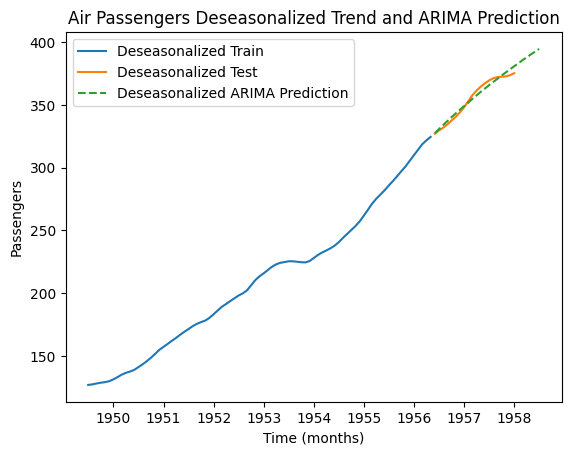 Air Passengers Deseasonalized Trend and ARIMA Prediction
Deseasonalized Train
Deseasonalized Test
Deseasonalized ARIMA Prediction
400
350
300
250
200
150
Passengers
1950 1951 1952 1953 1954 1955 1956 1957 1958
Time (months)